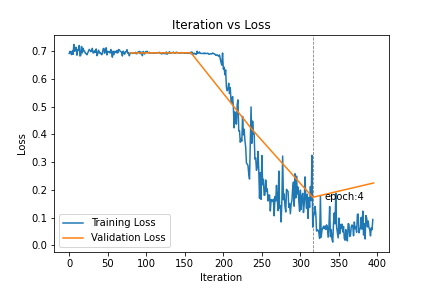 Iteration vs Loss
0.7
0.6
0.5
0.4
0.3
0.2
0.1
0.0
Loss
epoch:4
Training Loss
Validation Loss
0 50 100 150 200 250 300 350 400
Iteration